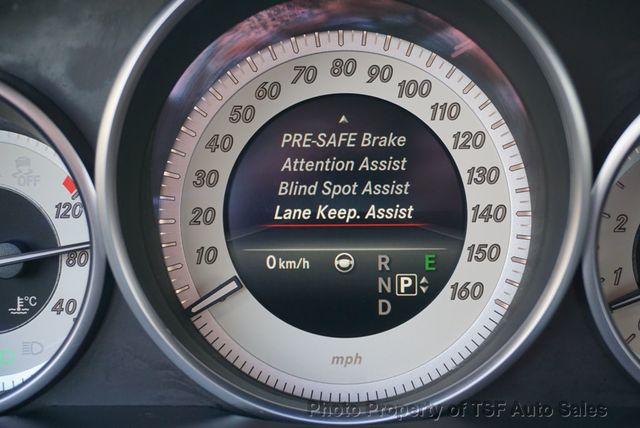 80
70 90
60 100
50 110
40 120
30 130
20 140
10 150
160
PRE-SAFE Brake
Attention Assist
Blind Spot Assist
Lane Keep. Assist
0 km/h
R E
N P
D
mph
OFF
120
80
40
°C
2
1
Photo Property of TSF Auto Sales